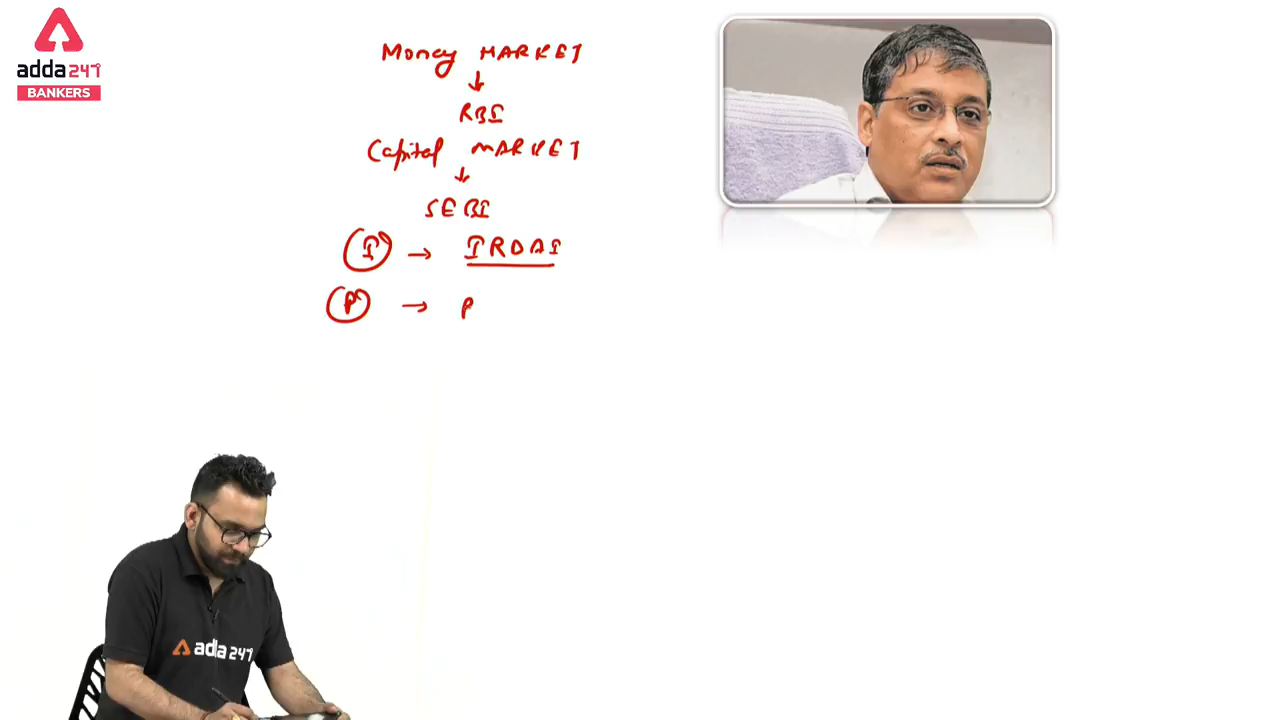 adda247
BANKERS
Money MARKET
↓
RBI
Capital MARKET
↓
SEBI
I → IRDAI
P → P
adda247